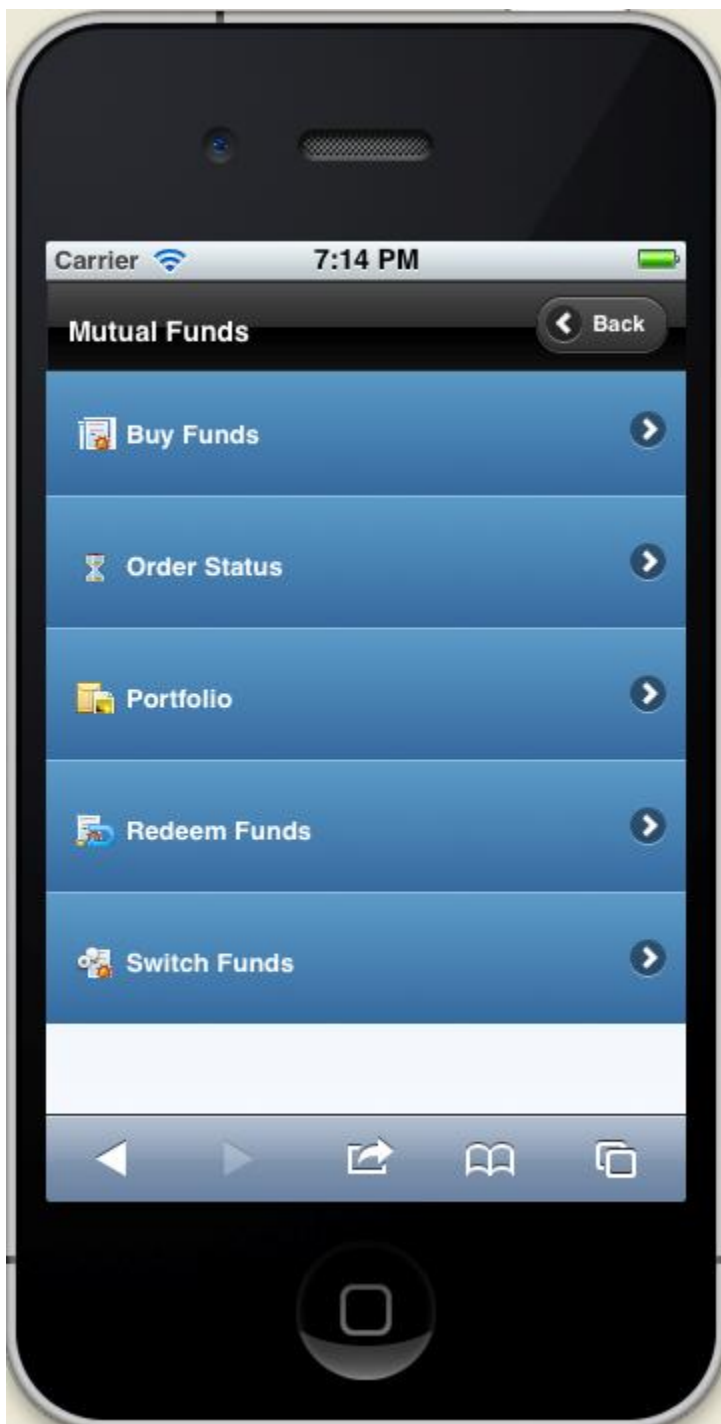 Carrier 7:14 PM
Mutual Funds Back
Buy Funds
Order Status
Portfolio
Redeem Funds
Switch Funds